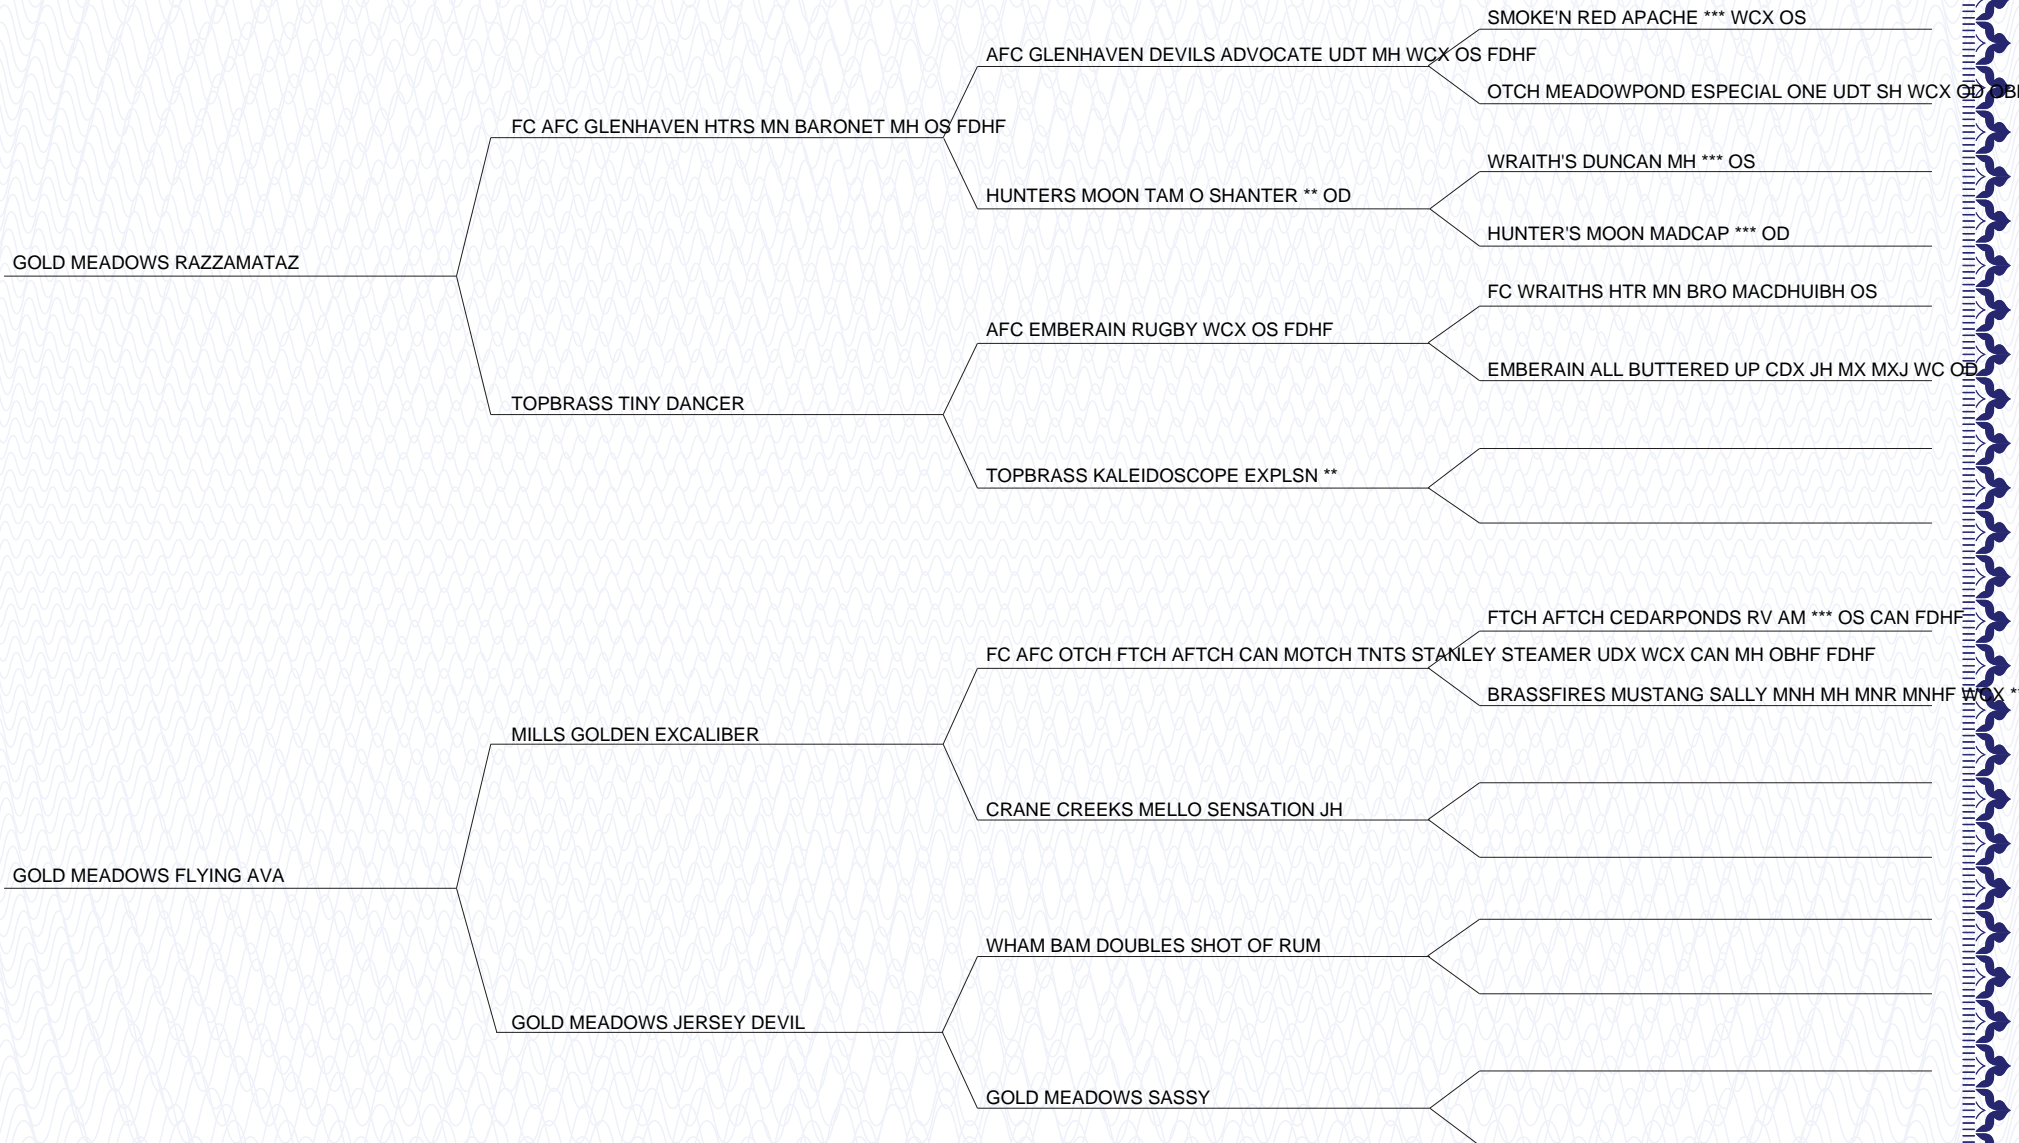 SMOKE'N RED APACHE *** WCX OS
AFC GLENHAVEN DEVILS ADVOCATE UDT MH WCX OS FDHF
OTCH MEADOWPOND ESPECIAL ONE UDT SH WCX OD
FC AFC GLENHAVEN HTRS MN BARONET MH OS FDHF
WRAITH'S DUNCAN MH *** OS
HUNTERS MOON TAM O SHANTER ** OD
HUNTER'S MOON MADCAP *** OD
GOLD MEADOWS RAZZAMATAZ
FC WRAITHS HTR MN BRO MACDHUIBH OS
AFC EMBERAIN RUGBY WCX OS FDHF
EMBERAIN ALL BUTTERED UP CDX JH MX MXJ WC OD
TOPBRASS TINY DANCER
TOPBRASS KALEIDOSCOPE EXPLSN **
FTCH AFTCH CEDARPONDS RV AM *** OS CAN FDHF
FC AFC OTCH FTCH AFTCH CAN MOTCH TNTS STANLEY STEAMER UDX WCX CAN MH OBHF FDHF
BRASSFIRES MUSTANG SALLY MNH MH MNR MNHF WCX
MILLS GOLDEN EXCALIBER
CRANE CREEKS MELLO SENSATION JH
GOLD MEADOWS FLYING AVA
WHAM BAM DOUBLES SHOT OF RUM
GOLD MEADOWS JERSEY DEVIL
GOLD MEADOWS SASSY